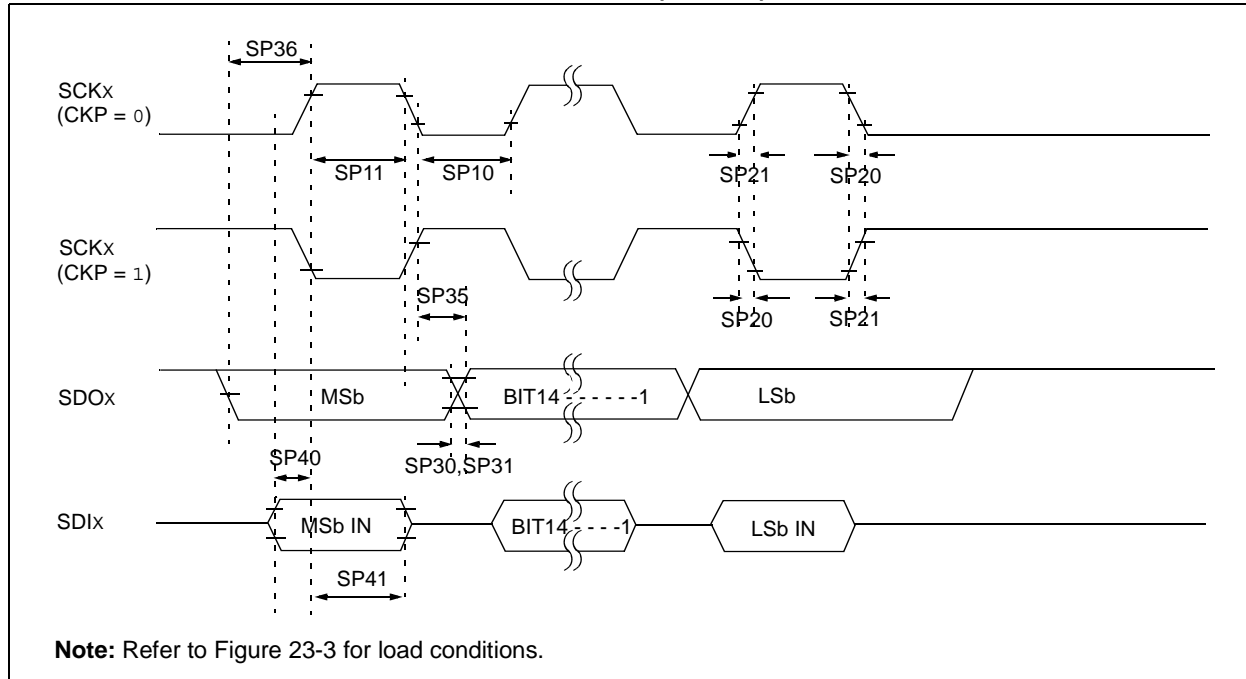 SP36
SCKx
(CKP = 0)
SP11
SP10
SP21
SP20
SCKx
(CKP = 1)
SP35
SP20
SP21
SDOx
MSb
BIT14 - - - - - -1
LSb
SP40
SP30,SP31
SDIx
MSb IN
BIT14 - - - -1
LSb IN
SP41
Note: Refer to Figure 23-3 for load conditions.